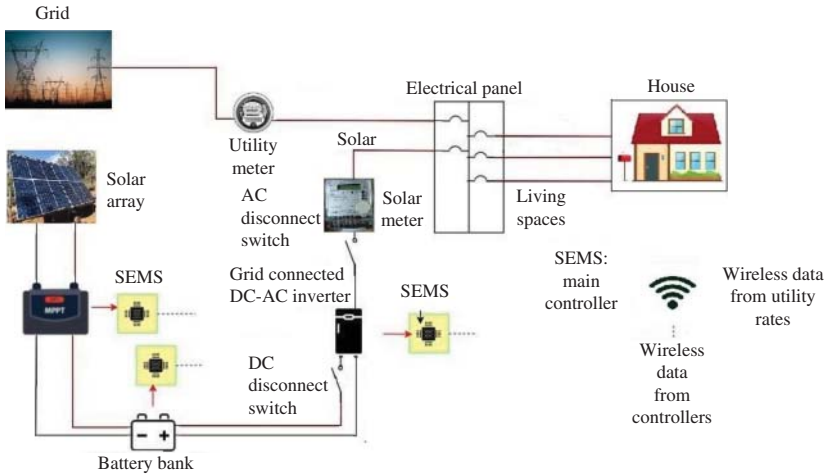 Grid
Electrical panel
House
Utility
meter
Solar
Solar
array
AC
disconnect
switch
Solar
meter
Living
spaces
SEMS
MPPT
Grid connected
DC-AC inverter
SEMS
SEMS:
main
controller
Wireless data
from utility
rates
Wireless
data
from
controllers
DC
disconnect
switch
Battery bank